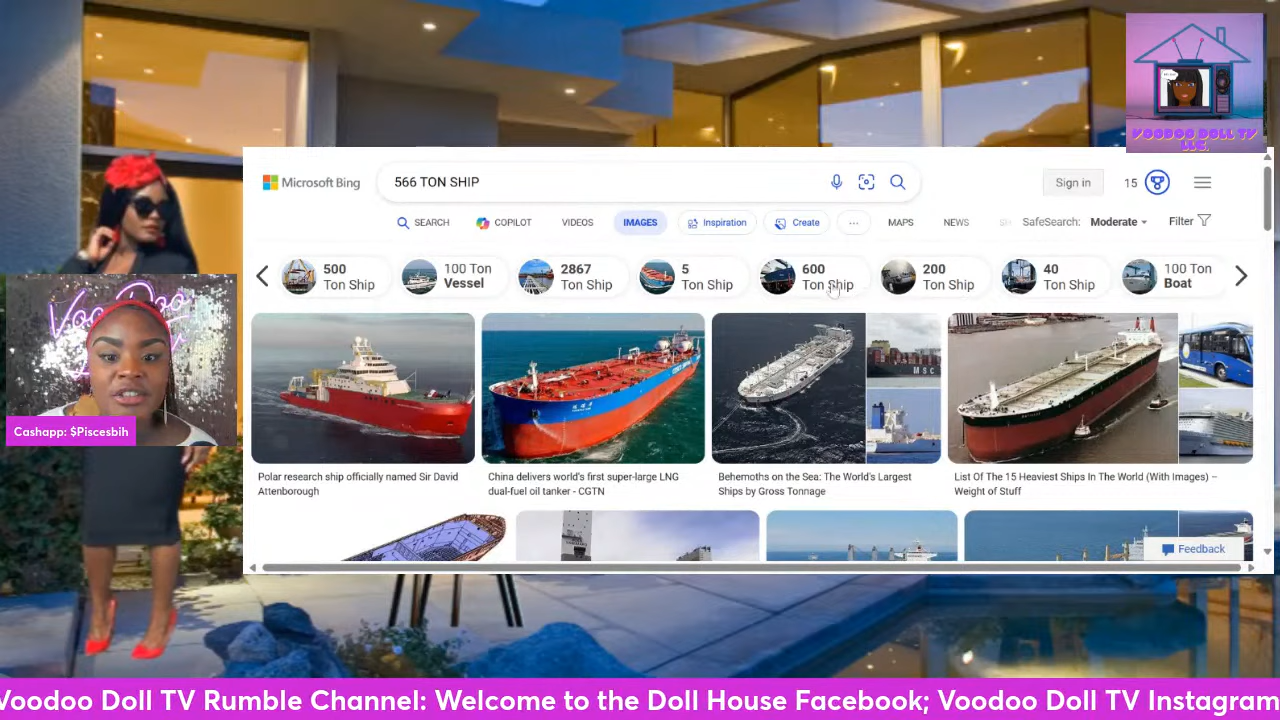 VOODOO DOLL TV
LLC.
Microsoft Bing
566 TON SHIP
Sign in
15
SEARCH
COPILOT
VIDEOS
IMAGES
Inspiration
Create
...
MAPS
NEWS
SafeSearch:
Moderate
Filter
500
Ton Ship
100 Ton
Vessel
2867
Ton Ship
5
Ton Ship
600
Ton Ship
200
Ton Ship
40
Ton Ship
100 Ton
Boat
MSC
Polar research ship officially named Sir David
Attenborough
China delivers world's first super-large LNG
dual-fuel oil tanker - CGTN
Behemoths on the Sea: The World's Largest
Ships by Gross Tonnage
List Of The 15 Heaviest Ships In The World (With Images) –
Weight of Stuff
Feedback
VooDoo
Cashapp: $Piscesbih
Voodoo Doll TV Rumble Channel: Welcome to the Doll House Facebook; Voodoo Doll TV Instagram